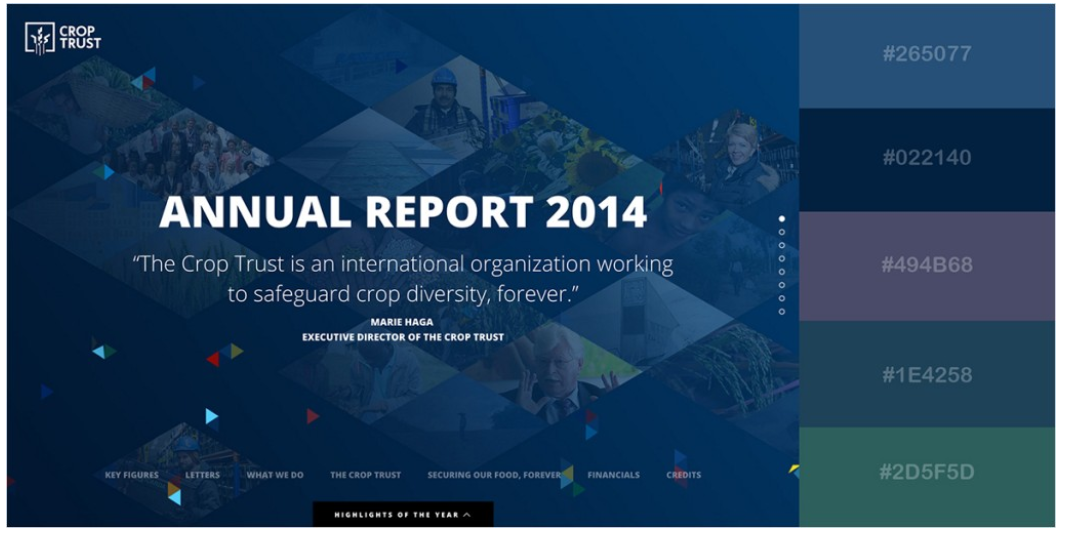 CROP
TRUST
ANNUAL REPORT 2014
“The Crop Trust is an international organization working
to safeguard crop diversity, forever.”
MARIE HAGA
EXECUTIVE DIRECTOR OF THE CROP TRUST
KEY FIGURES LETTERS WHAT WE DO THE CROP TRUST SECURING OUR FOOD, FOREVER FINANCIALS CREDITS
HIGHLIGHTS OF THE YEAR
#265077
#022140
#494B68
#1E4258
#2D5F5D